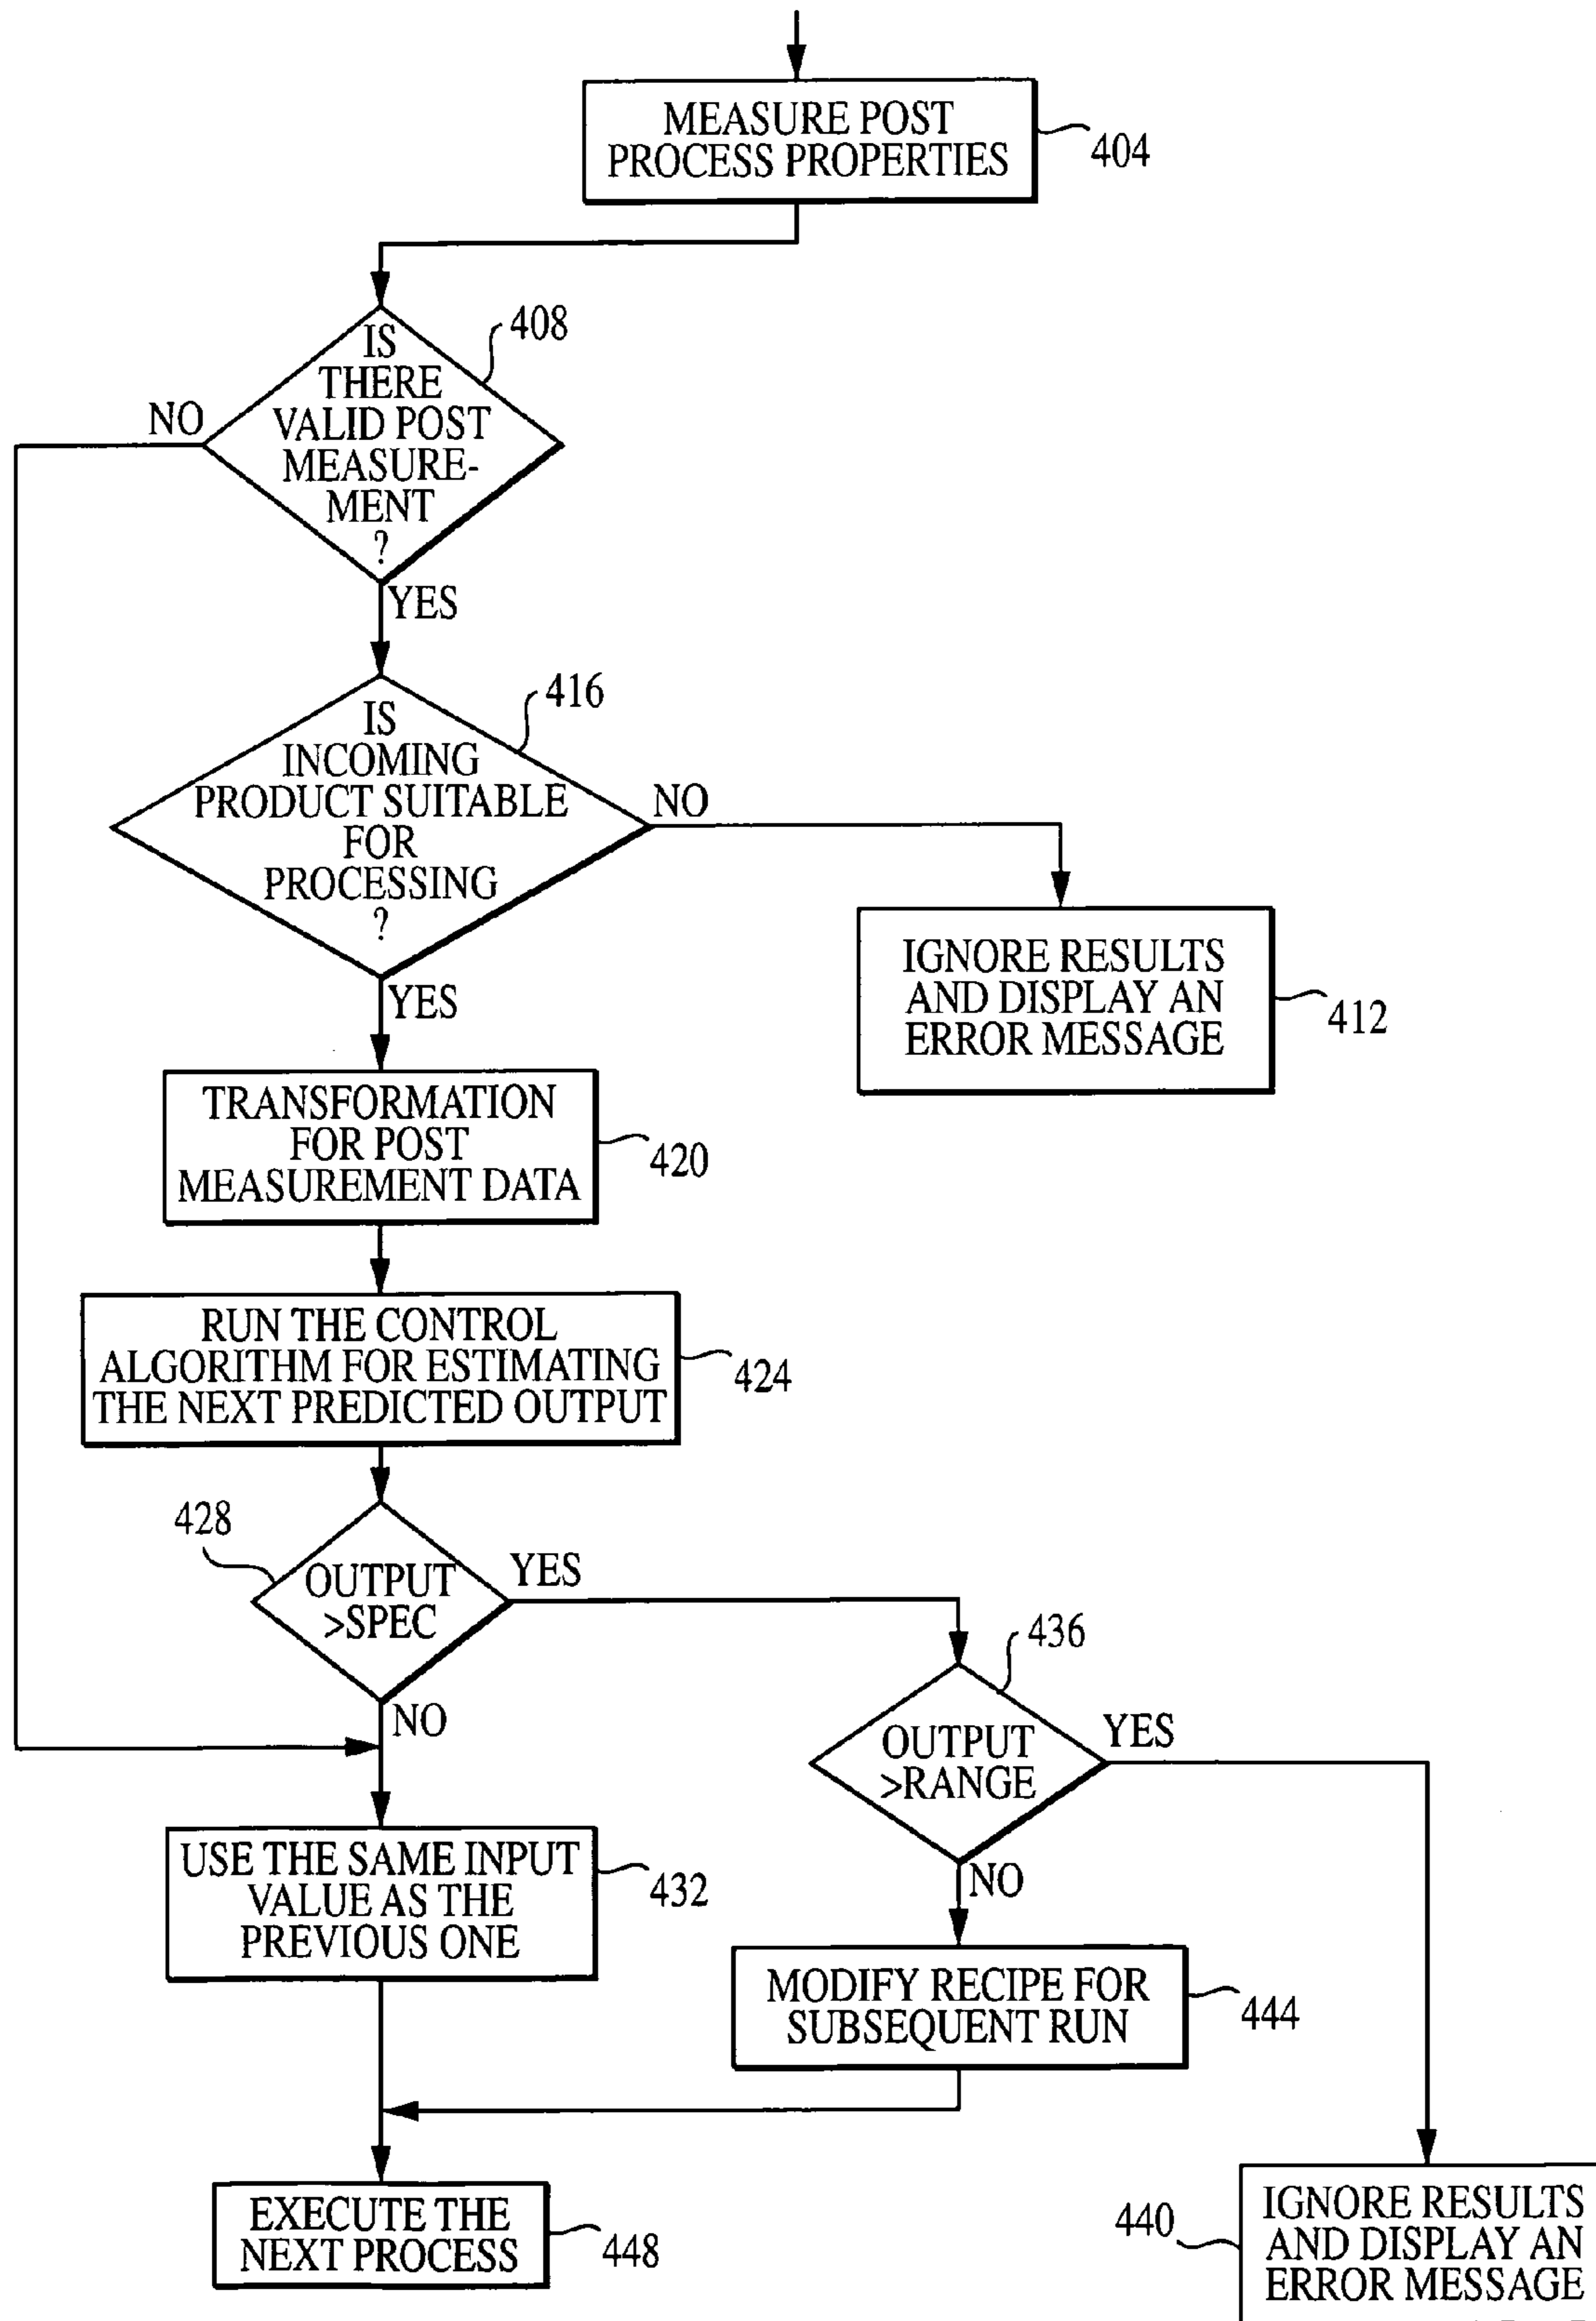 MEASURE POST
PROCESS PROPERTIES
404
IS
THERE
VALID POST
MEASURE-
MENT
?
408
NO
YES
IS
INCOMING
PRODUCT SUITABLE
FOR
PROCESSING
?
416
NO
YES
IGNORE RESULTS
AND DISPLAY AN
ERROR MESSAGE
412
TRANSFORMATION
FOR POST
MEASUREMENT DATA
420
RUN THE CONTROL
ALGORITHM FOR ESTIMATING
THE NEXT PREDICTED OUTPUT
424
428
OUTPUT
>SPEC
YES
NO
436
OUTPUT
>RANGE
YES
NO
USE THE SAME INPUT
VALUE AS THE
PREVIOUS ONE
432
MODIFY RECIPE FOR
SUBSEQUENT RUN
444
EXECUTE THE
NEXT PROCESS
448
440
IGNORE RESULTS
AND DISPLAY AN
ERROR MESSAGE